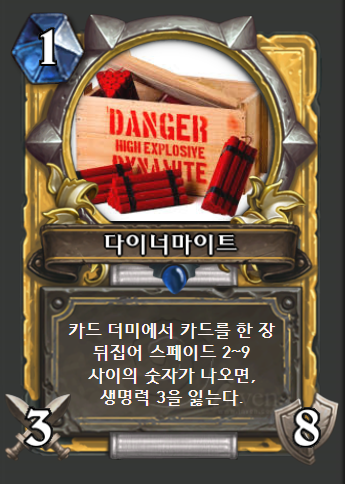 1
DANGER
HIGH EXPLOSIVE
DYNAMITE
다이너마이트
카드 더미에서 카드를 한 장
뒤집어 스페이드 2~9
사이의 숫자가 나오면,
생명력 3을 잃는다.
3
8